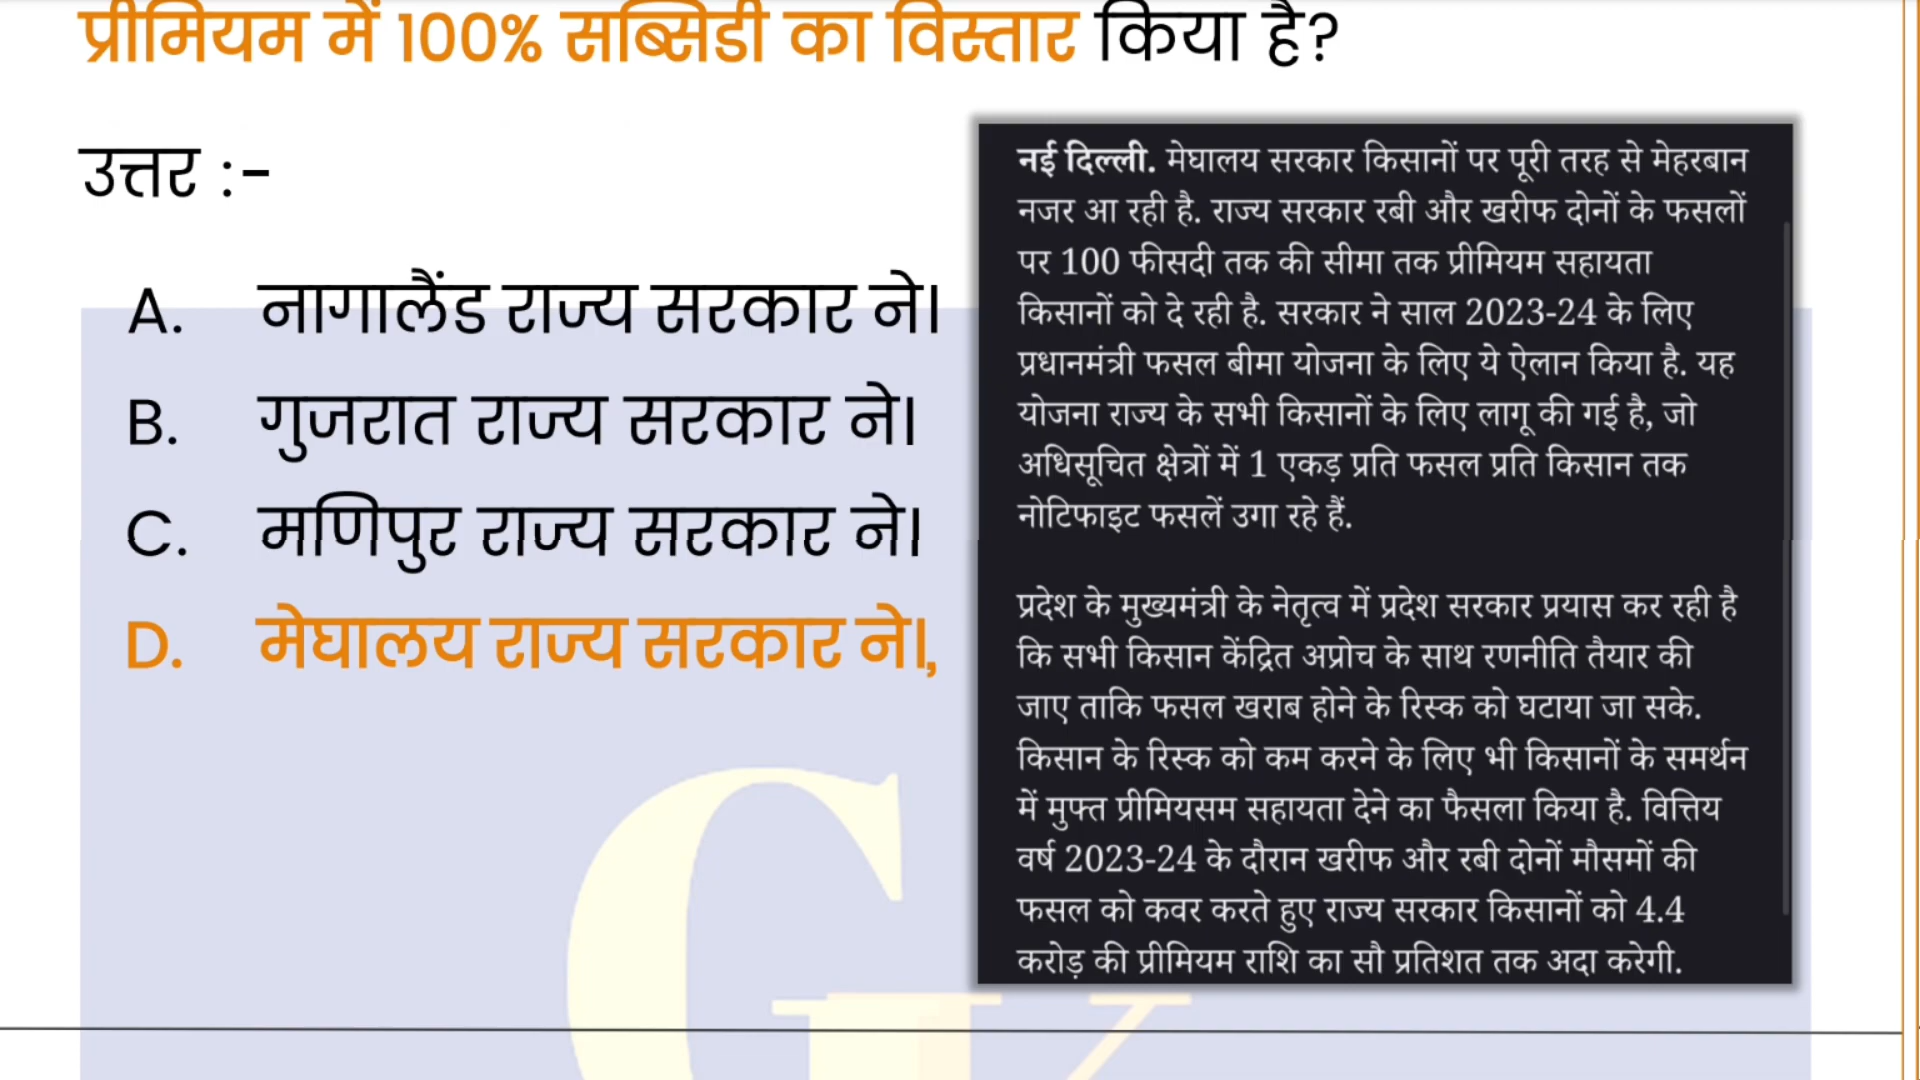 प्रीमियम में 100% सब्सिडी का विस्तार किया है?
उत्तर :-
A. नागालैंड राज्य सरकार ने।
B. गुजरात राज्य सरकार ने।
C. मणिपुर राज्य सरकार ने।
D. मेघालय राज्य सरकार ने।,
नई दिल्ली. मेघालय सरकार किसानों पर पूरी तरह से मेहरबान
नजर आ रही है. राज्य सरकार रबी और खरीफ दोनों के फसलों
पर 100 फीसदी तक की सीमा तक प्रीमियम सहायता
किसानों को दे रही है. सरकार ने साल 2023-24 के लिए
प्रधानमंत्री फसल बीमा योजना के लिए ये ऐलान किया है. यह
योजना राज्य के सभी किसानों के लिए लागू की गई है, जो
अधिसूचित क्षेत्रों में 1 एकड़ प्रति फसल प्रति किसान तक
नोटिफाइट फसलें उगा रहे हैं.
प्रदेश के मुख्यमंत्री के नेतृत्व में प्रदेश सरकार प्रयास कर रही है
कि सभी किसान केंद्रित अप्रोच के साथ रणनीति तैयार की
जाए ताकि फसल खराब होने के रिस्क को घटाया जा सके.
किसान के रिस्क को कम करने के लिए भी किसानों के समर्थन
में मुफ्त प्रीमियसम सहायता देने का फैसला किया है. वित्तिय
वर्ष 2023-24 के दौरान खरीफ और रबी दोनों मौसमों की
फसल को कवर करते हुए राज्य सरकार किसानों को 4.4
करोड़ की प्रीमियम राशि का सौ प्रतिशत तक अदा करेगी.
G